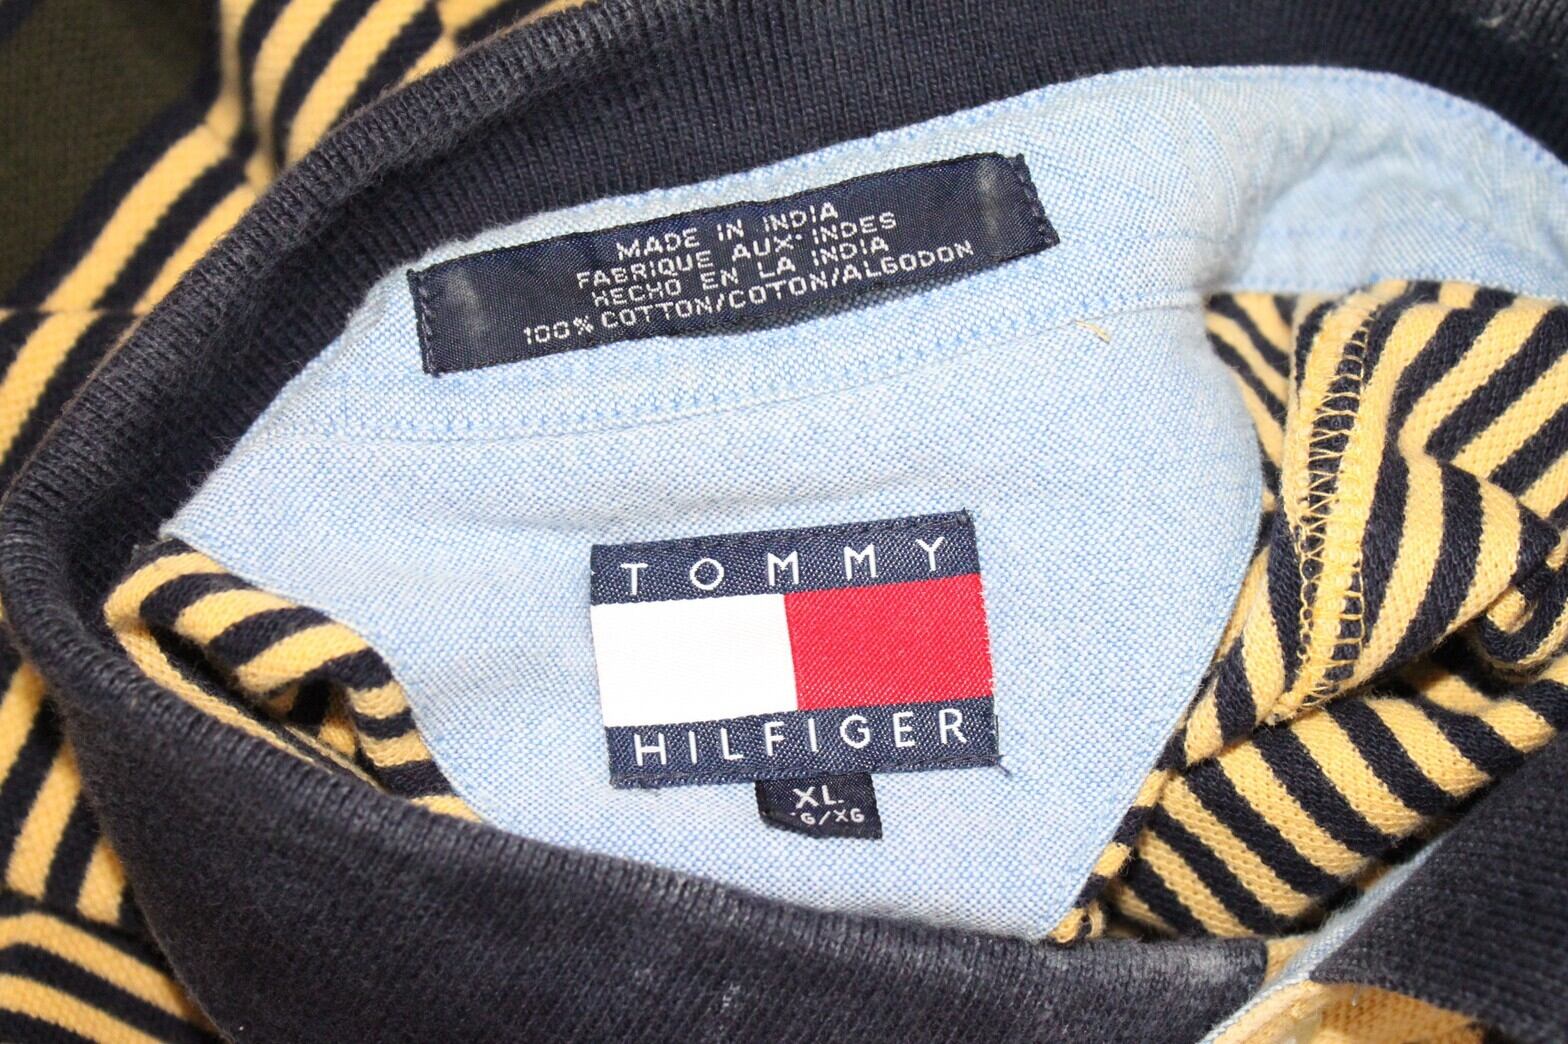 MADE IN INDIA
FABRIQUE AUX-INDES
HECHO EN LA INDIA
100% COTTON/COTON/ALGODON
TOMMY
HILFIGER
XL
G/XG